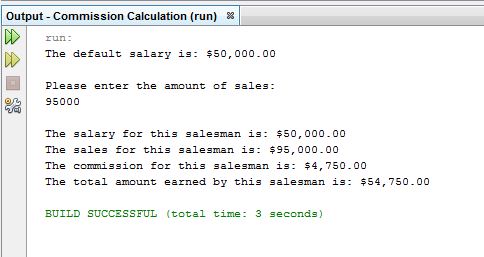 Output - Commission Calculation (run)
run:
The default salary is: $50,000.00
Please enter the amount of sales:
95000
The salary for this salesman is: $50,000.00
The sales for this salesman is: $95,000.00
The commission for this salesman is: $4,750.00
The total amount earned by this salesman is: $54,750.00
BUILD SUCCESSFUL (total time: 3 seconds)